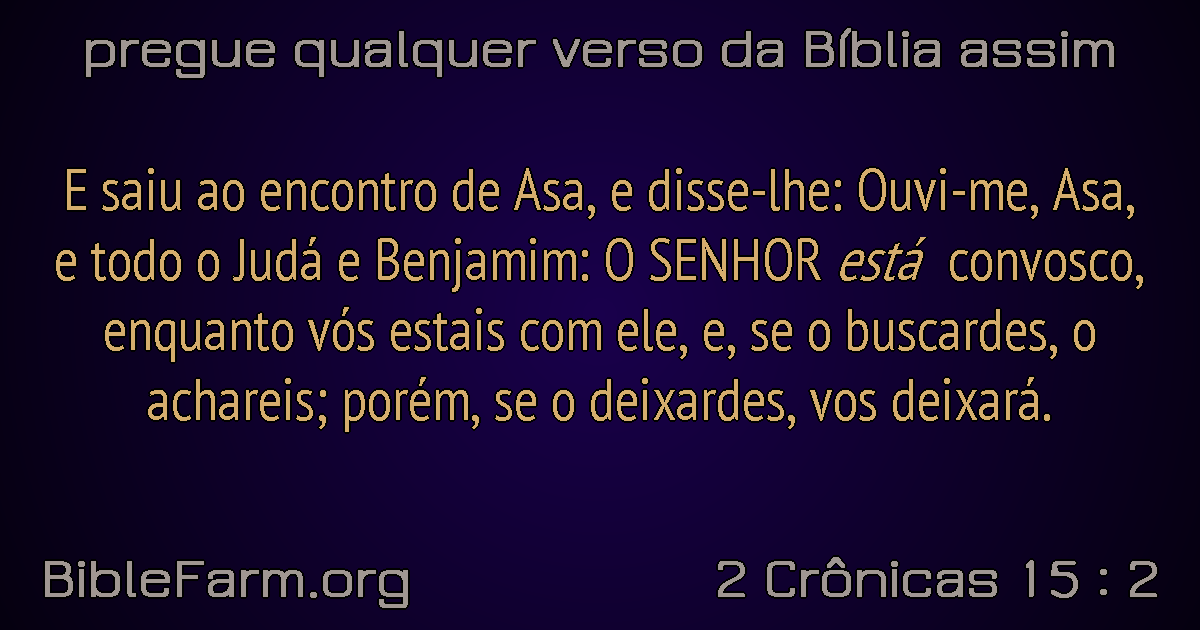 pregue qualquer verso da Bíblia assim
E saiu ao encontro de Asa, e disse-lhe: Ouvi-me, Asa,
e todo o Judá e Benjamim: O SENHOR está convosco,
enquanto vós estais com ele, e, se o buscardes, o
achareis; porém, se o deixardes, vos deixará.
BibleFarm.org
2 Crônicas 15 : 2